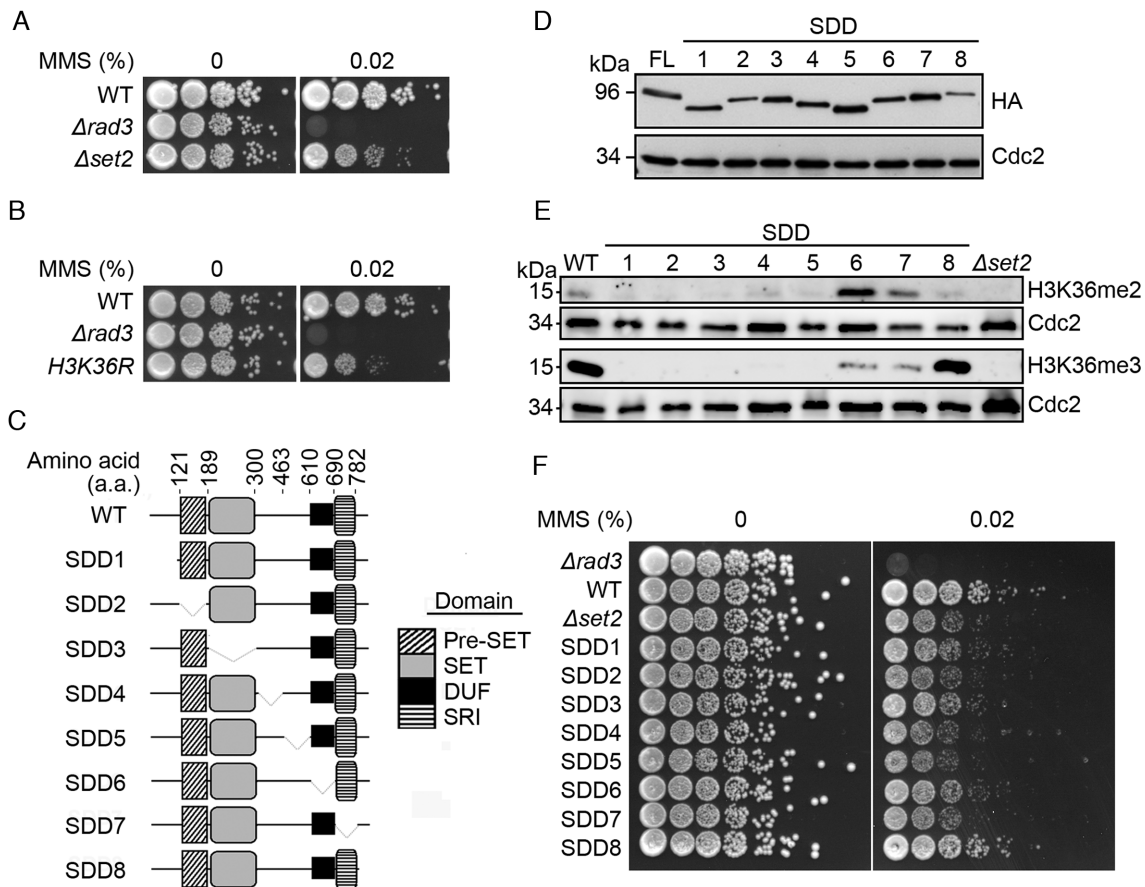 A
MMS (%) 0 0.02
WT
Δrad3
Δset2
B
MMS (%) 0 0.02
WT
Δrad3
H3K36R
C
Amino acid (a.a.) 121 189 300 463 610 690 782
WT
SDD1
SDD2
SDD3
SDD4
SDD5
SDD6
SDD7
SDD8
Domain
Pre-SET
SET
DUF
SRI
D
SDD
kDa FL 1 2 3 4 5 6 7 8
96 HA
34 Cdc2
E
SDD
kDa WT 1 2 3 4 5 6 7 8 Δset2
15 H3K36me2
34 Cdc2
15 H3K36me3
34 Cdc2
F
MMS (%) 0 0.02
Δrad3
WT
Δset2
SDD1
SDD2
SDD3
SDD4
SDD5
SDD6
SDD7
SDD8